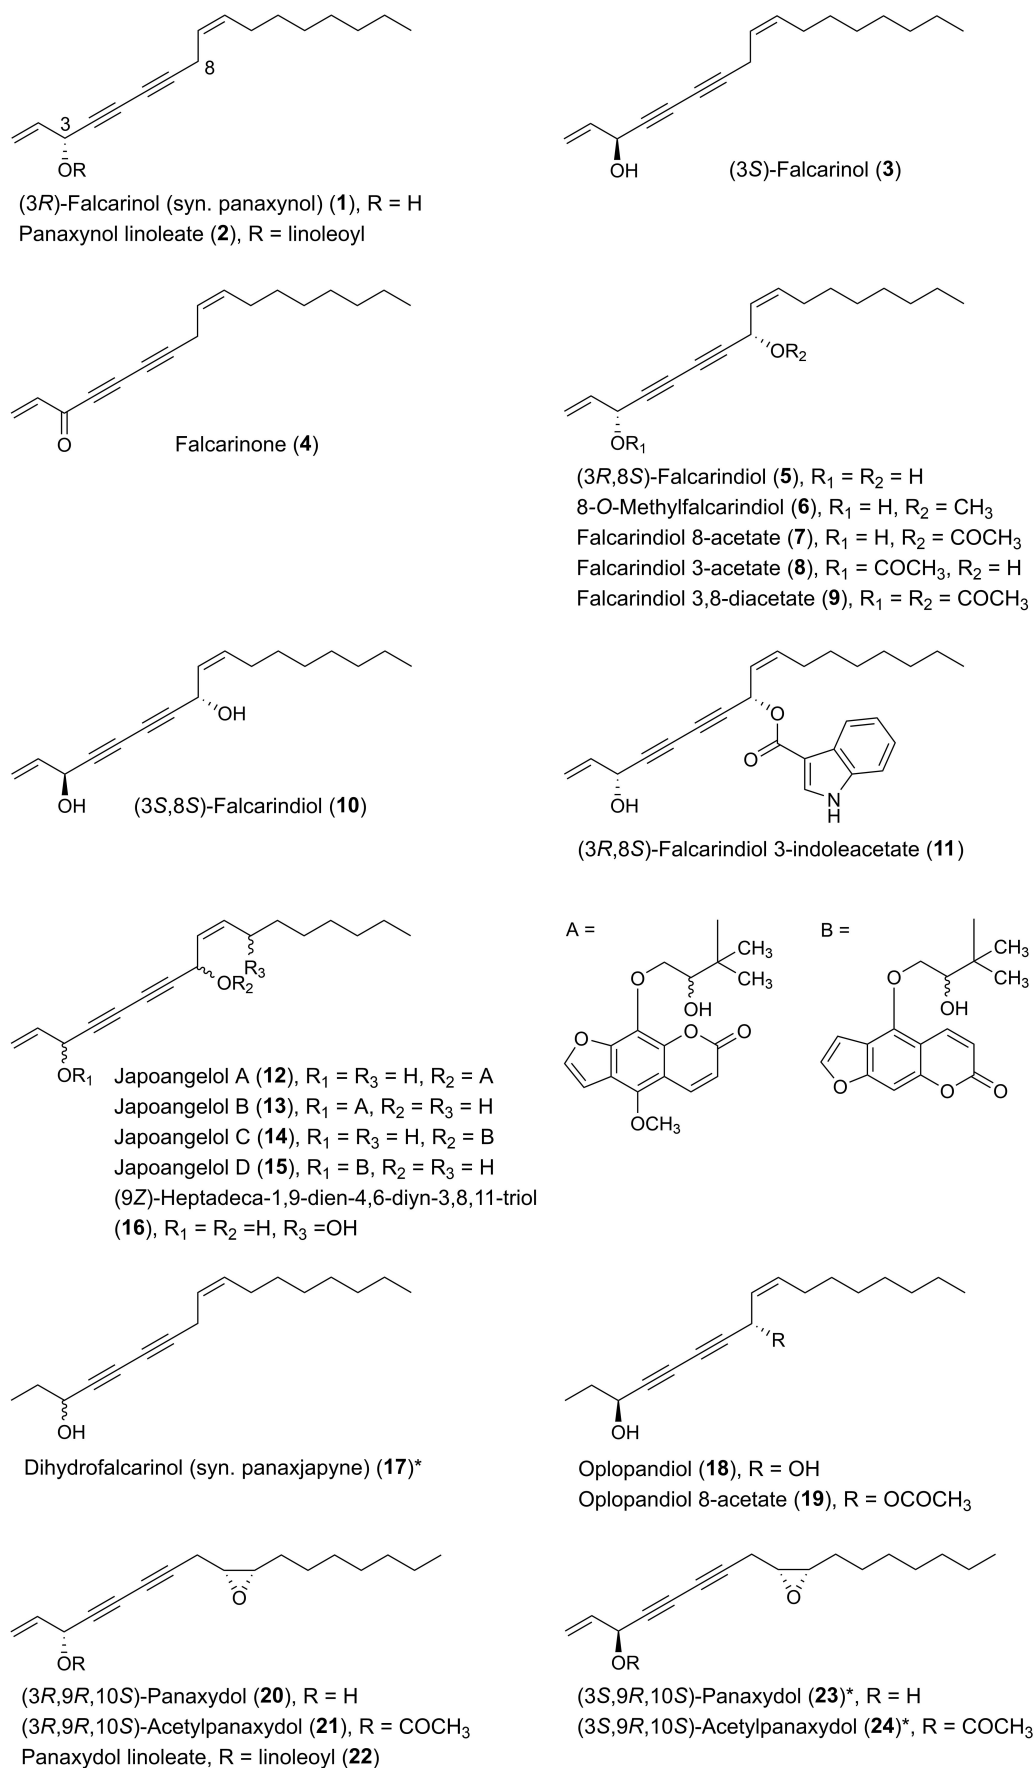 8
3
OR
(3R)-Falcarinol (syn. panaxynol) (1), R = H
Panaxynol linoleate (2), R = linoleoyl
OH
(3S)-Falcarinol (3)
O
Falcarinone (4)
OR2
OR1
(3R,8S)-Falcarindiol (5), R1 = R2 = H
8-O-Methylfalcarindiol (6), R1 = H, R2 = CH3
Falcarindiol 8-acetate (7), R1 = H, R2 = COCH3
Falcarindiol 3-acetate (8), R1 = COCH3, R2 = H
Falcarindiol 3,8-diacetate (9), R1 = R2 = COCH3
OH
OH
(3S,8S)-Falcarindiol (10)
O
O
N
H
OH
(3R,8S)-Falcarindiol 3-indoleacetate (11)
R3
OR2
OR1
Japoangelol A (12), R1 = R3 = H, R2 = A
Japoangelol B (13), R1 = A, R2 = R3 = H
Japoangelol C (14), R1 = R3 = H, R2 = B
Japoangelol D (15), R1 = B, R2 = R3 = H
(9Z)-Heptadeca-1,9-dien-4,6-diyn-3,8,11-triol
(16), R1 = R2 =H, R3 =OH
A =
CH3
CH3
O
OH
O
O
O
OCH3
B =
CH3
CH3
O
OH
O
O
O
OH
Dihydrofalcarinol (syn. panaxjapyne) (17)*
R
OH
Oplopandiol (18), R = OH
Oplopandiol 8-acetate (19), R = OCOCH3
O
OR
(3R,9R,10S)-Panaxydol (20), R = H
(3R,9R,10S)-Acetylpanaxydol (21), R = COCH3
Panaxydol linoleate, R = linoleoyl (22)
O
OR
(3S,9R,10S)-Panaxydol (23)*, R = H
(3S,9R,10S)-Acetylpanaxydol (24)*, R = COCH3